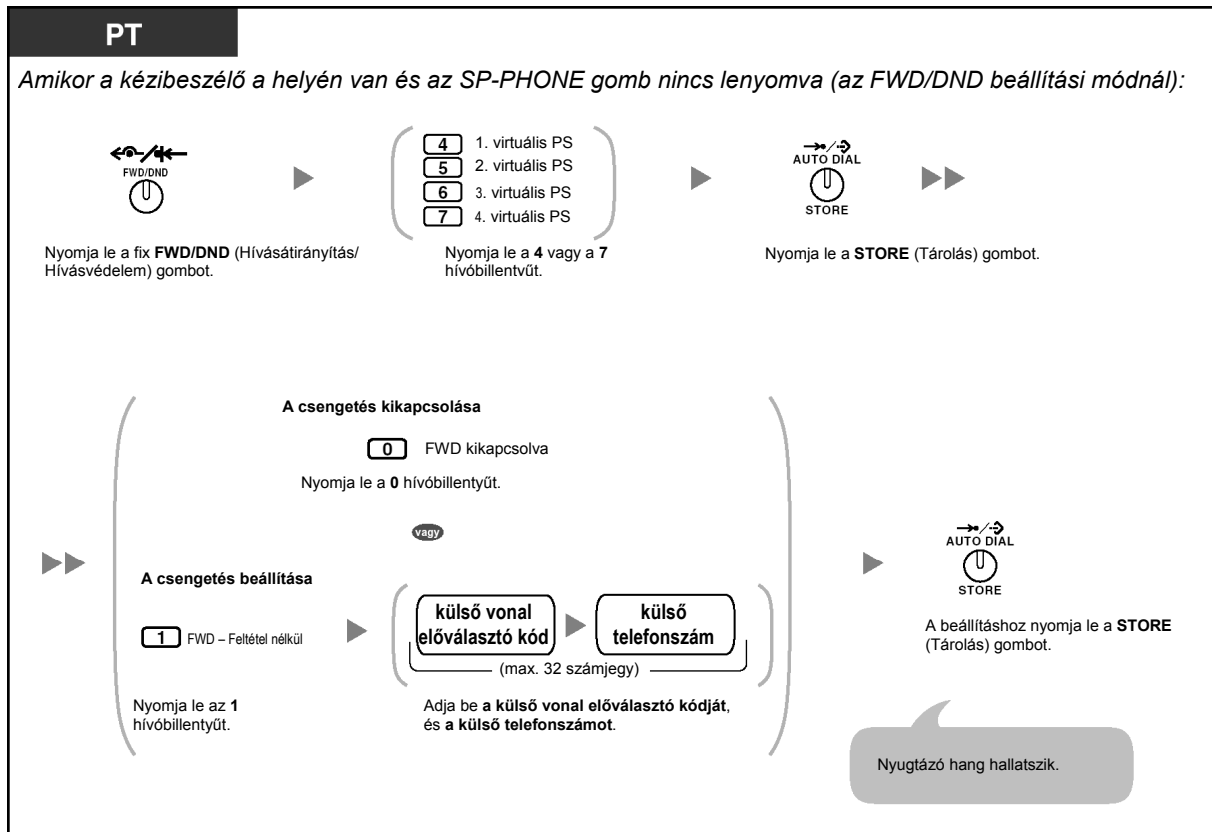 PT
Amikor a kézibeszélő a helyén van és az SP-PHONE gomb nincs lenyomva (az FWD/DND beállítási módnál):
FWD/DND
Nyomja le a fix FWD/DND (Hívásátirányítás/
Hívásvédelem) gombot.
4 1. virtuális PS
5 2. virtuális PS
6 3. virtuális PS
7 4. virtuális PS
Nyomja le a 4 vagy a 7
hívóbillentvűt.
AUTO DIAL
STORE
Nyomja le a STORE (Tárolás) gombot.
A csengetés kikapcsolása
0 FWD kikapcsolva
Nyomja le a 0 hívóbillentyűt.
vagy
A csengetés beállítása
1 FWD – Feltétel nélkül
Nyomja le az 1
hívóbillentyűt.
külső vonal
előválasztó kód
külső
telefonszám
(max. 32 számjegy)
Adja be a külső vonal előválasztó kódját,
és a külső telefonszámot.
AUTO DIAL
STORE
A beállításhoz nyomja le a STORE
(Tárolás) gombot.
Nyugtázó hang hallatszik.